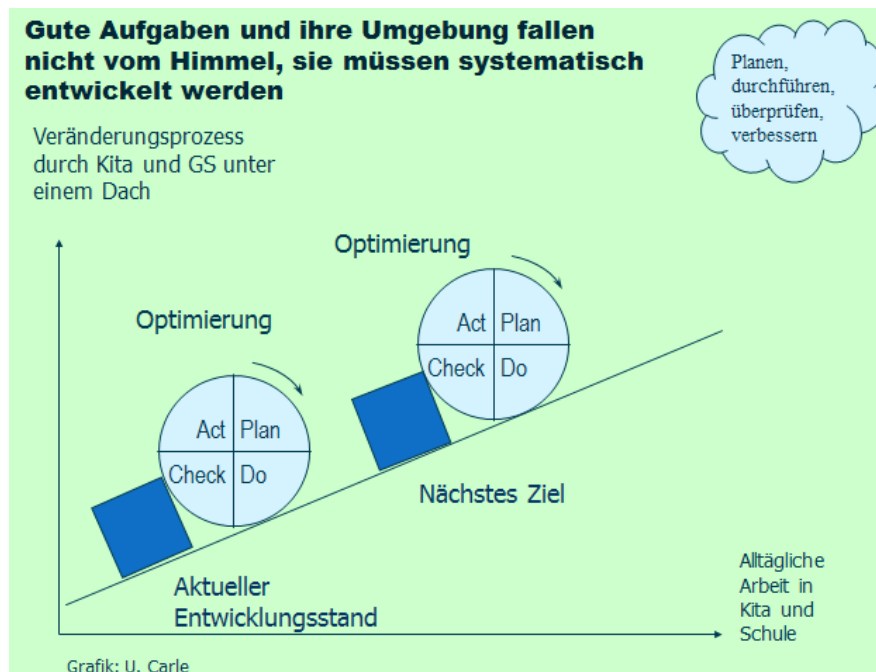 Gute Aufgaben und ihre Umgebung fallen
nicht vom Himmel, sie müssen systematisch
entwickelt werden
Planen,
durchführen,
überprüfen,
verbessern
Veränderungsprozess
durch Kita und GS unter
einem Dach
Optimierung
Act Plan
Check Do
Optimierung
Act Plan
Check Do
Nächstes Ziel
Aktueller
Entwicklungsstand
Alltägliche
Arbeit in
Kita und
Schule
Grafik: U. Carle